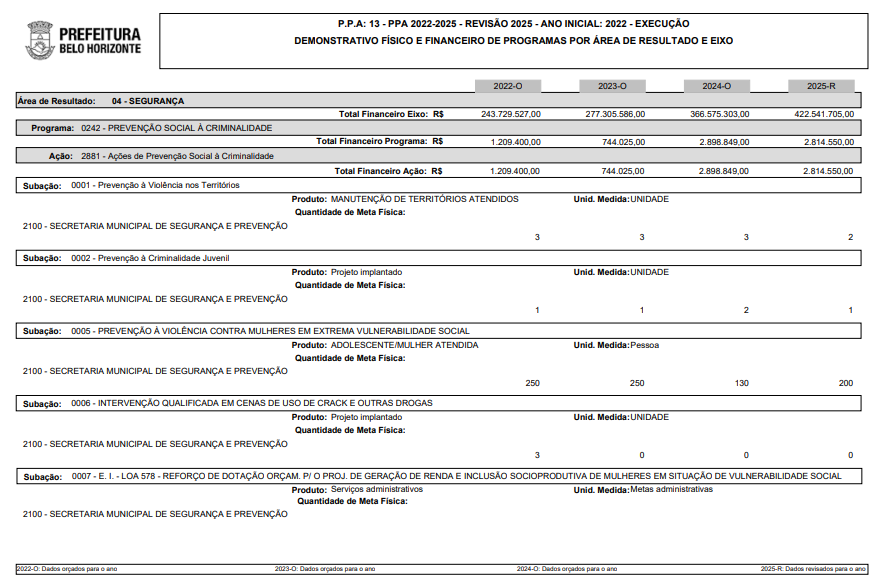 PREFEITURA
BELO HORIZONTE
P.P.A: 13 - PPA 2022-2025 - REVISÃO 2025 - ANO INICIAL: 2022 - EXECUÇÃO
DEMONSTRATIVO FÍSICO E FINANCEIRO DE PROGRAMAS POR ÁREA DE RESULTADO E EIXO
2022-O 2023-O 2024-O 2025-R
Área de Resultado: 04 - SEGURANÇA
Total Financeiro Eixo: R$ 243.729.527,00 277.305.586,00 366.575.303,00 422.541.705,00
Programa: 0242 - PREVENÇÃO SOCIAL À CRIMINALIDADE
Total Financeiro Programa: R$ 1.209.400,00 744.025,00 2.898.849,00 2.814.550,00
Ação: 2881 - Ações de Prevenção Social à Criminalidade
Total Financeiro Ação: R$ 1.209.400,00 744.025,00 2.898.849,00 2.814.550,00
Subação: 0001 - Prevenção à Violência nos Territórios
Produto: MANUTENÇÃO DE TERRITÓRIOS ATENDIDOS Unid. Medida: UNIDADE
Quantidade de Meta Física:
2100 - SECRETARIA MUNICIPAL DE SEGURANÇA E PREVENÇÃO
3 3 3 2
Subação: 0002 - Prevenção à Criminalidade Juvenil
Produto: Projeto implantado Unid. Medida: UNIDADE
Quantidade de Meta Física:
2100 - SECRETARIA MUNICIPAL DE SEGURANÇA E PREVENÇÃO
1 1 2 1
Subação: 0005 - PREVENÇÃO À VIOLÊNCIA CONTRA MULHERES EM EXTREMA VULNERABILIDADE SOCIAL
Produto: ADOLESCENTE/MULHER ATENDIDA Unid. Medida: Pessoa
Quantidade de Meta Física:
2100 - SECRETARIA MUNICIPAL DE SEGURANÇA E PREVENÇÃO
250 250 130 200
Subação: 0006 - INTERVENÇÃO QUALIFICADA EM CENAS DE USO DE CRACK E OUTRAS DROGAS
Produto: Projeto implantado Unid. Medida: UNIDADE
Quantidade de Meta Física:
2100 - SECRETARIA MUNICIPAL DE SEGURANÇA E PREVENÇÃO
3 0 0 0
Subação: 0007 - E. I. - LOA 578 - REFORÇO DE DOTAÇÃO ORÇAM. P/ O PROJ. DE GERAÇÃO DE RENDA E INCLUSÃO SOCIOPRODUTIVA DE MULHERES EM SITUAÇÃO DE VULNERABILIDADE SOCIAL
Produto: Serviços administrativos Unid. Medida: Metas administrativas
Quantidade de Meta Física:
2100 - SECRETARIA MUNICIPAL DE SEGURANÇA E PREVENÇÃO
2022-O: Dados orçados para o ano 2023-O: Dados orçados para o ano 2024-O: Dados orçados para o ano 2025-R: Dados revisados para o ano